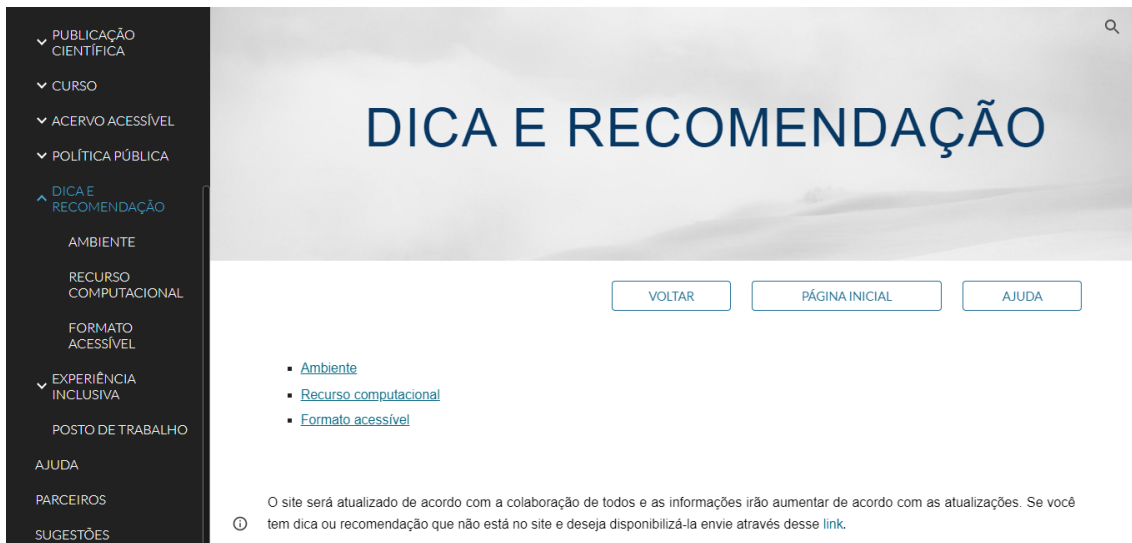 PUBLICAÇÃO
CIENTÍFICA
CURSO
ACERVO ACESSÍVEL
POLÍTICA PÚBLICA
DICA E
RECOMENDAÇÃO
AMBIENTE
RECURSO
COMPUTACIONAL
FORMATO
ACESSÍVEL
EXPERIÊNCIA
INCLUSIVA
POSTO DE TRABALHO
AJUDA
PARCEIROS
SUGESTÕES
DICA E RECOMENDAÇÃO
VOLTAR PÁGINA INICIAL AJUDA
Ambiente
Recurso computacional
Formato acessível
O site será atualizado de acordo com a colaboração de todos e as informações irão aumentar de acordo com as atualizações. Se você
tem dica ou recomendação que não está no site e deseja disponibilizá-la envie através desse link.